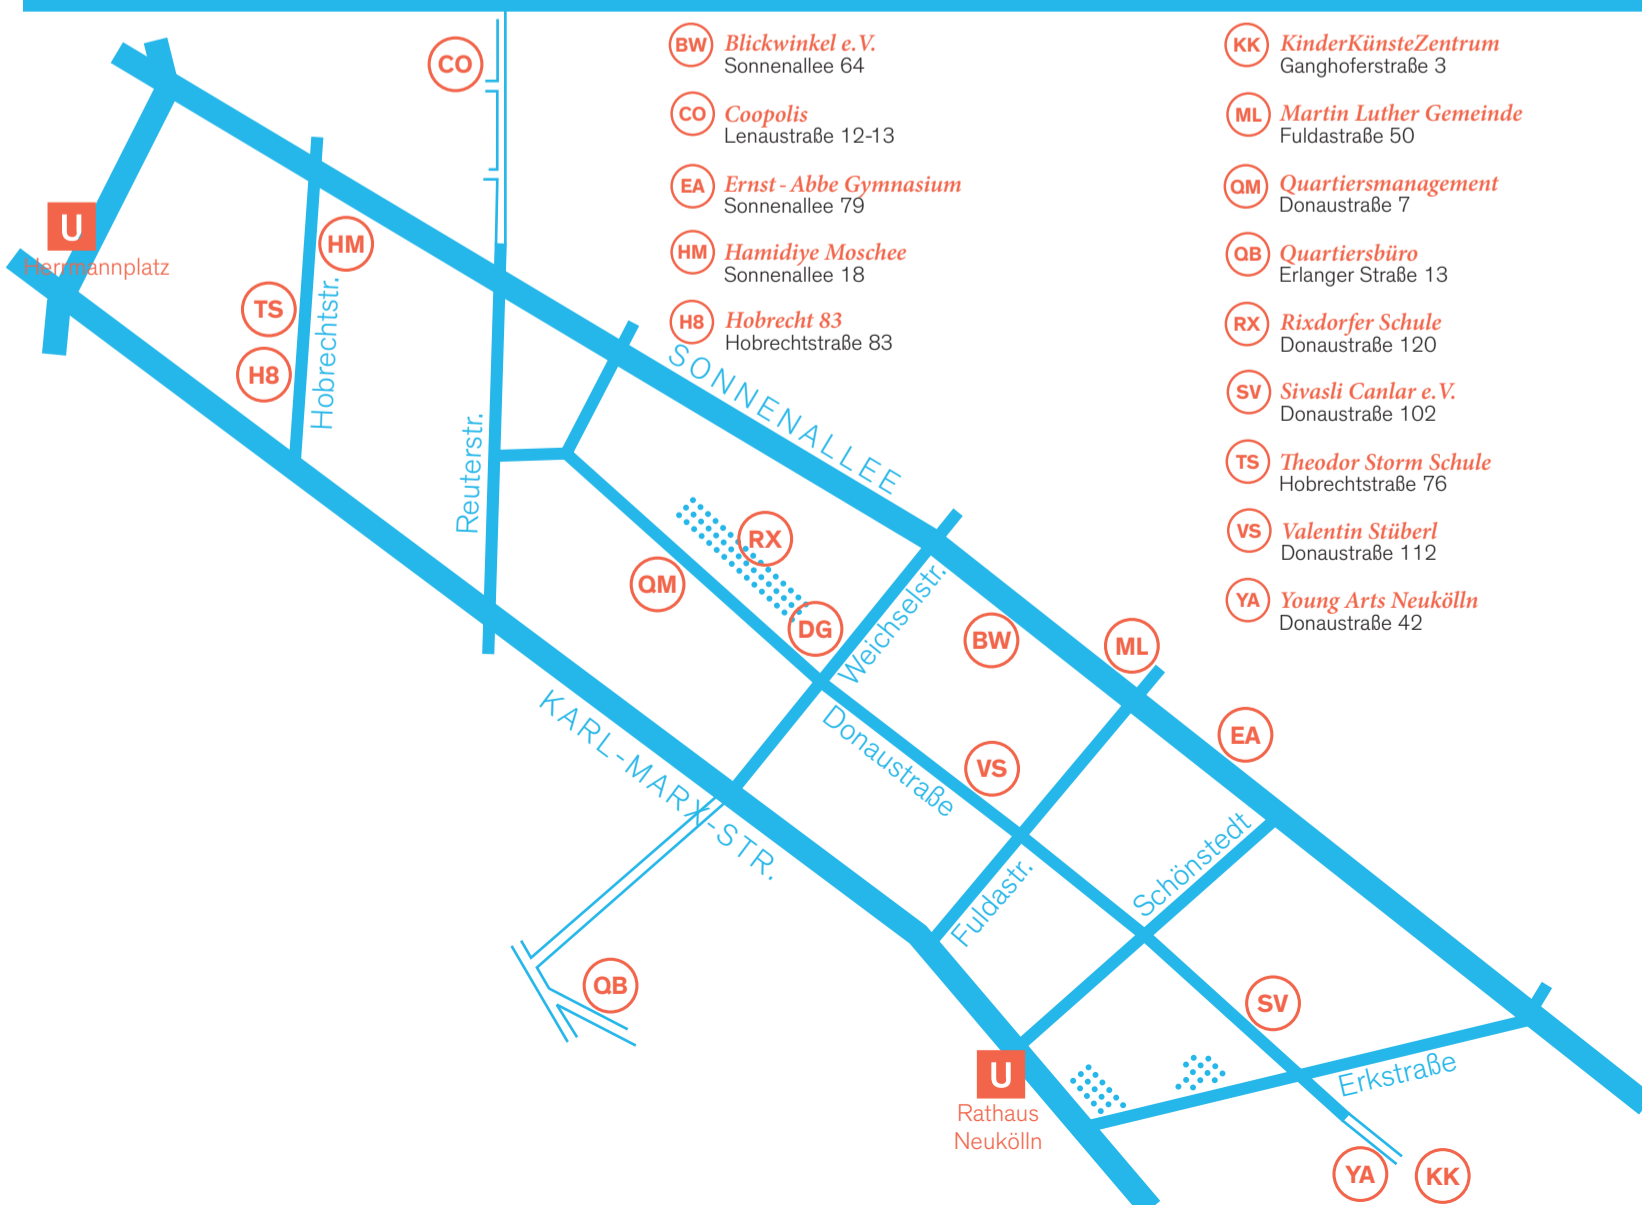 BW Blickwinkel e.V.
Sonnenallee 64
CO Coopolis
Lenaustraße 12-13
EA Ernst - Abbe Gymnasium
Sonnenallee 79
HM Hamidiye Moschee
Sonnenallee 18
H8 Hobrecht 83
Hobrechtstraße 83
KK KinderKünsteZentrum
Ganghoferstraße 3
ML Martin Luther Gemeinde
Fuldastraße 50
QM Quartiersmanagement
Donaustraße 7
QB Quartiersbüro
Erlanger Straße 13
RX Rixdorfer Schule
Donaustraße 120
SV Sivasli Canlar e.V.
Donaustraße 102
TS Theodor Storm Schule
Hobrechtstraße 76
VS Valentin Stüberl
Donaustraße 112
YA Young Arts Neukölln
Donaustraße 42
CO
U
Herrmannplatz
HM
TS
H8
Hobrechtstr.
Reuterstr.
SONNENALLEE
RX
QM
DG
Weichselstr.
BW
ML
EA
KARL-MARX-STR.
Donaustraße
VS
Fuldastr.
Schönstedt
QB
SV
U
Rathaus
Neukölln
Erkstraße
YA
KK